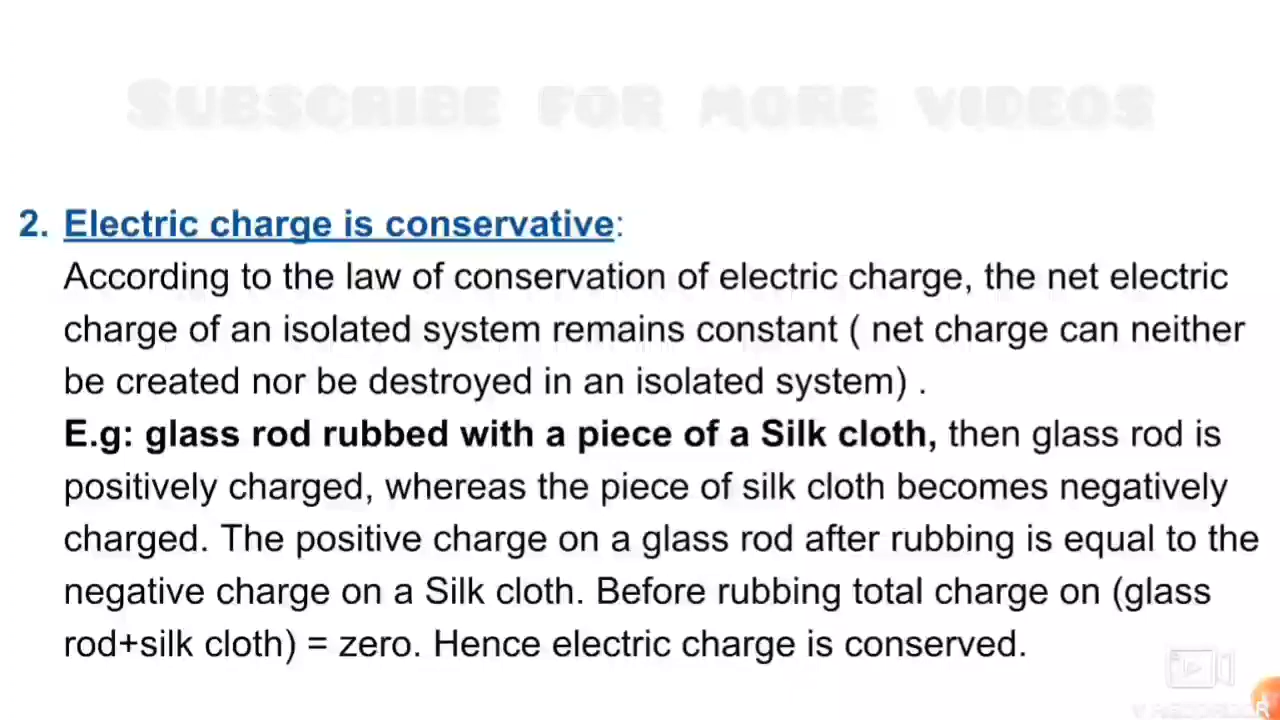 Subscribe for more videos
2. Electric charge is conservative:
According to the law of conservation of electric charge, the net electric
charge of an isolated system remains constant ( net charge can neither
be created nor be destroyed in an isolated system) .
E.g: glass rod rubbed with a piece of a Silk cloth, then glass rod is
positively charged, whereas the piece of silk cloth becomes negatively
charged. The positive charge on a glass rod after rubbing is equal to the
negative charge on a Silk cloth. Before rubbing total charge on (glass
rod+silk cloth) = zero. Hence electric charge is conserved.
V RECORDER